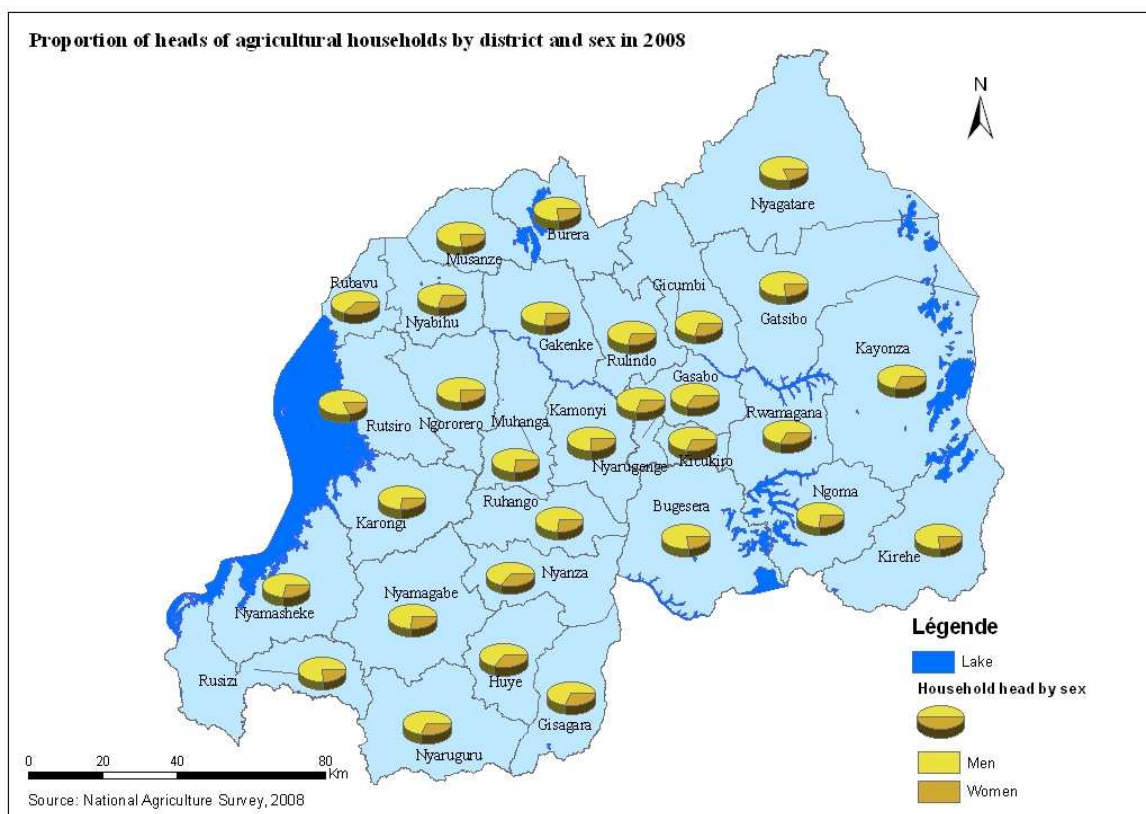 Proportion of heads of agricultural households by district and sex in 2008
N
Nyagatare
Burera
Musanze
Rubavu
Gicumbi
Nyabihu
Gatsibo
Gakenke
Rulindo
Kayonza
Gasabo
Rutsiro
Ngororero
Muhanga
Kamonyi
Rwamagana
Nyarugenge
Kicukiro
Ngoma
Ruhango
Bugesera
Karongi
Kirehe
Nyanza
Nyamagabe
Nyamasheke
Rusizi
Huye
Gisagara
Nyaruguru
Légende
Lake
Household head by sex
Men
Women
0 20 40 80
Km
Source: National Agriculture Survey, 2008